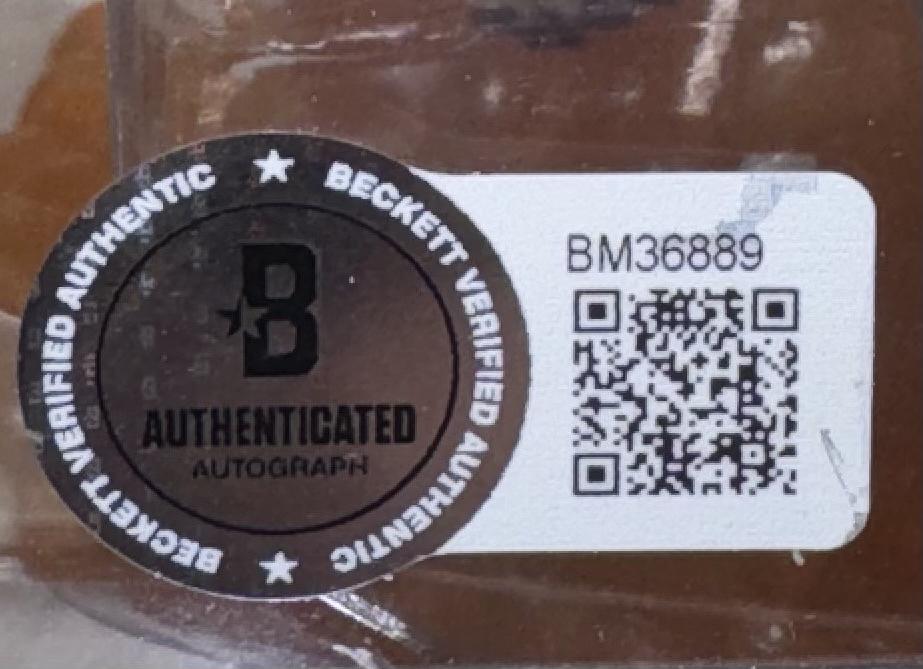 BECKETT VERIFIED AUTHENTIC ★ BECKETT VERIFIED AUTHENTIC ★
B
AUTHENTICATED
AUTOGRAPH
BM36889